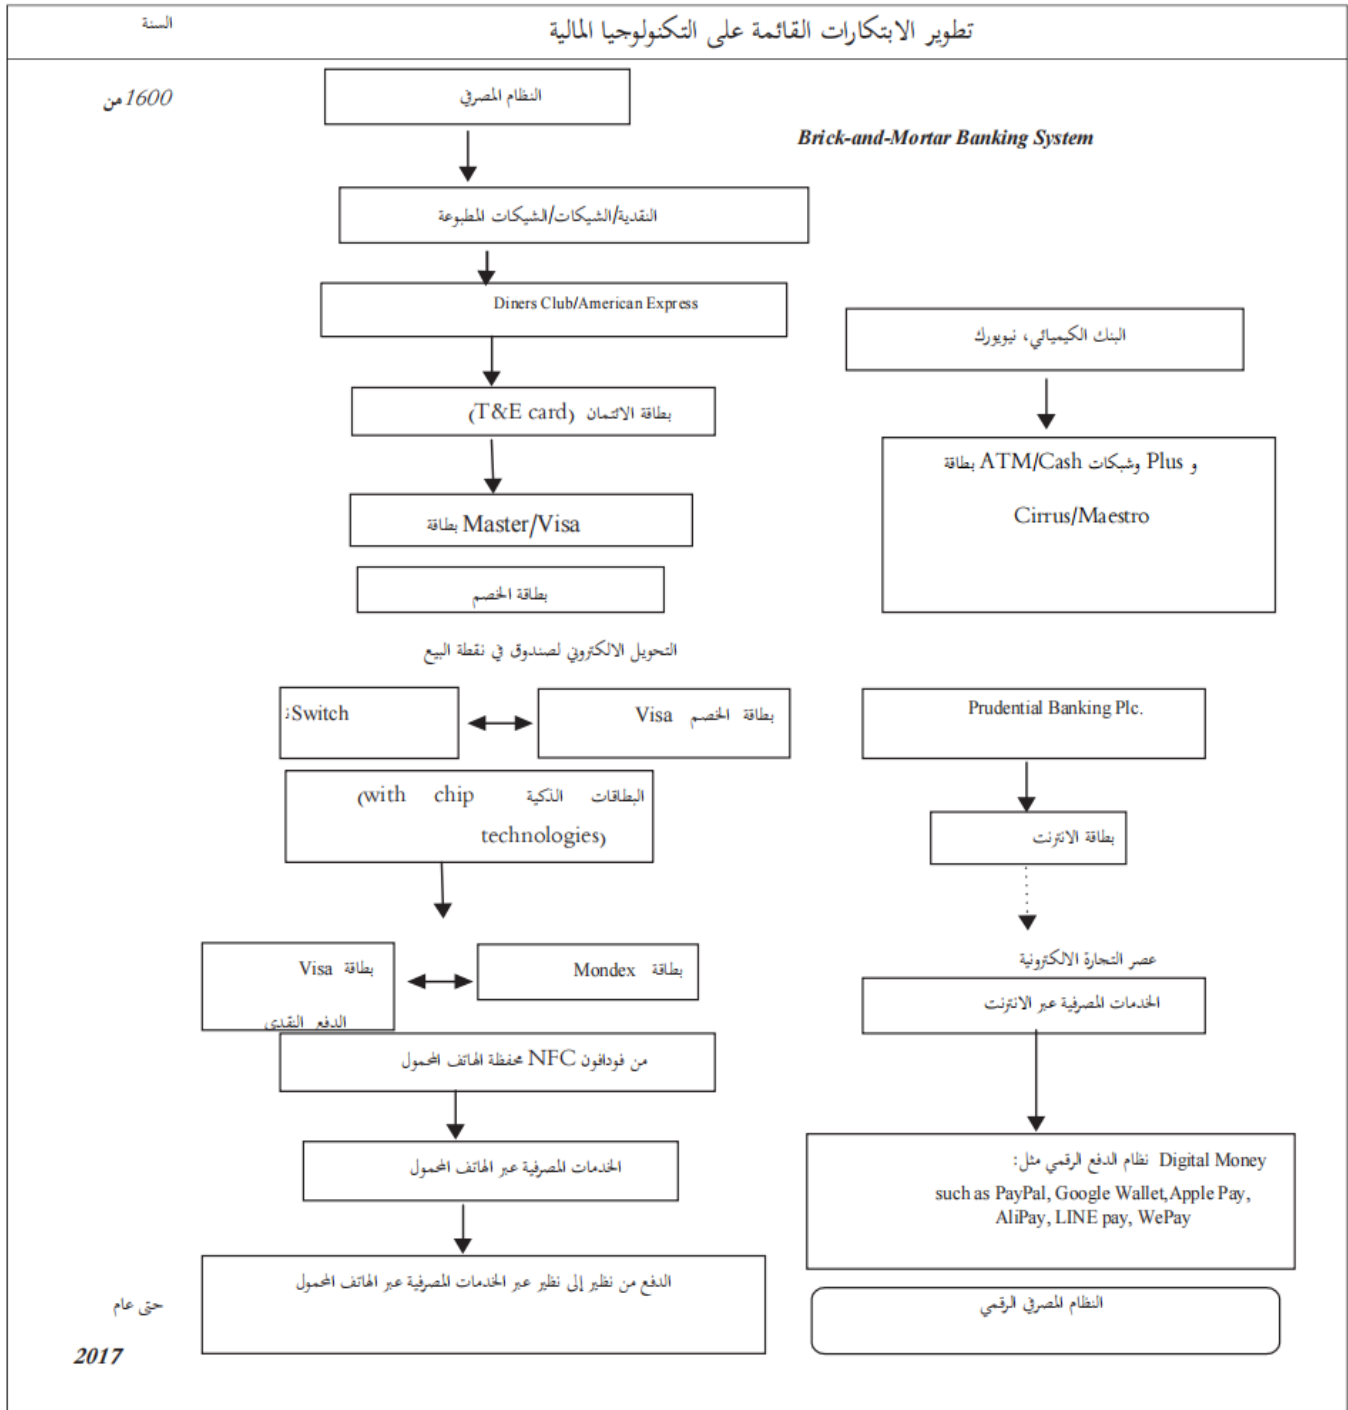 تطوير الابتكارات القائمة على التكنولوجيا المالية
السنة
من 1600
النظام المصرفي
Brick-and-Mortar Banking System
النقدية/الشيكات/الشيكات المطبوعة
Diners Club/American Express
البنك الكيميائي، نيويورك
بطاقة الائتمان (T&E card)
بطاقة ATM/Cash وشبكات Plus و
Cirrus/Maestro
بطاقة Master/Visa
بطاقة الخصم
التحويل الالكتروني لصندوق في نقطة البيع
Switch
بطاقة الخصم Visa
Prudential Banking Plc.
البطاقات الذكية (with chip
technologies)
بطاقة الانترنت
بطاقة Visa
الدفع النقدي
بطاقة Mondex
عصر التجارة الالكترونية
الخدمات المصرفية عبر الانترنت
محفظة الهاتف المحمول NFC من فودافون
الخدمات المصرفية عبر الهاتف المحمول
Digital Money نظام الدفع الرقمي مثل:
such as PayPal, Google Wallet,Apple Pay,
AliPay, LINE pay, WePay
الدفع من نظير إلى نظير عبر الخدمات المصرفية عبر الهاتف المحمول
النظام المصرفي الرقمي
حتى عام
2017